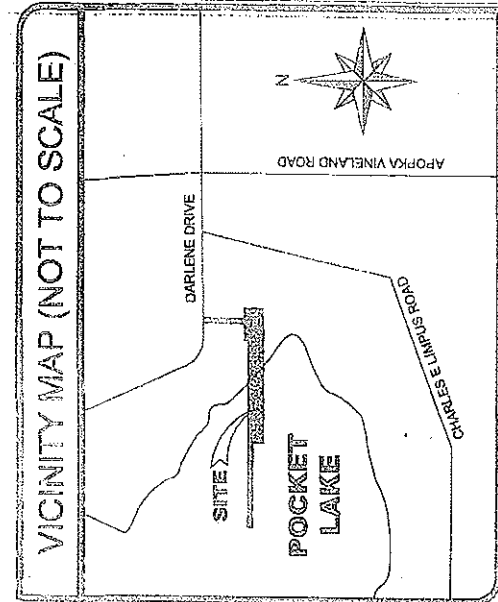 VICINITY MAP (NOT TO SCALE)
N
DARLENE DRIVE
APOPKA VINELAND ROAD
SITE
POCKET
LAKE
CHARLES E LIMPUS ROAD